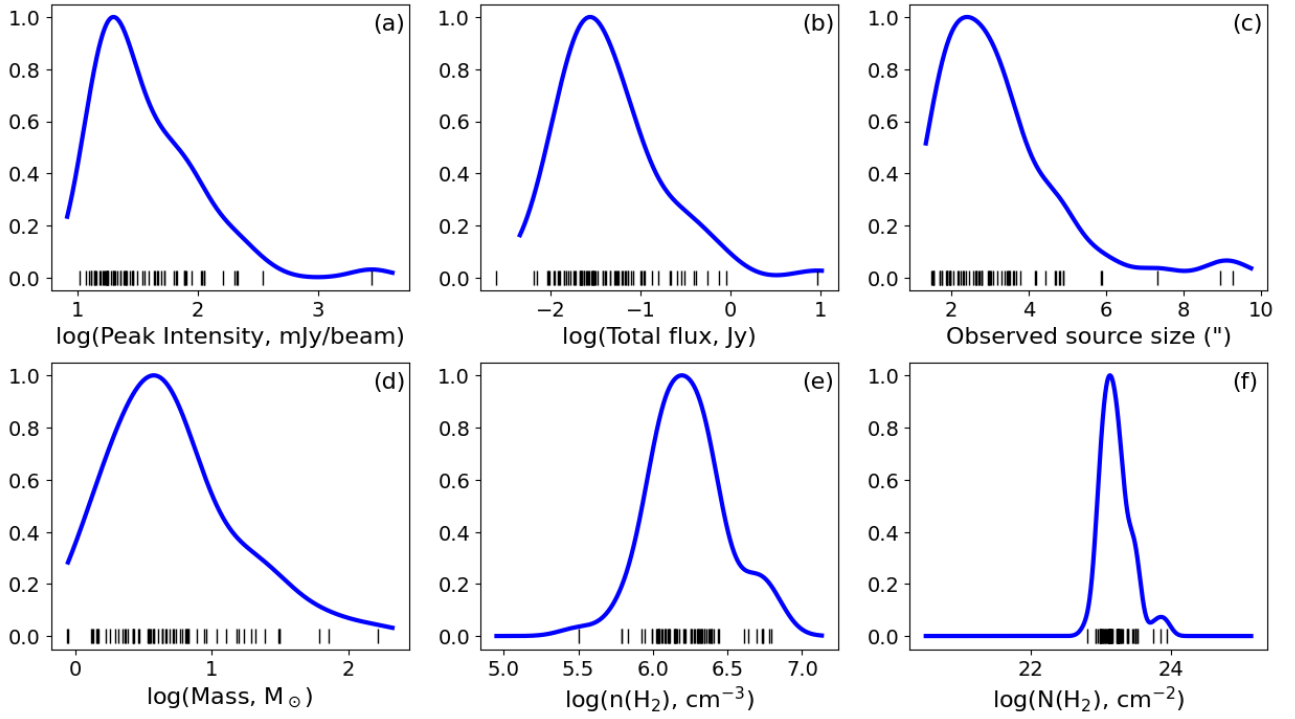 (a)
1.0
0.8
0.6
0.4
0.2
0.0
1 2 3
log(Peak Intensity, mJy/beam)
(b)
1.0
0.8
0.6
0.4
0.2
0.0
−2 −1 0 1
log(Total flux, Jy)
(c)
1.0
0.8
0.6
0.4
0.2
0.0
2 4 6 8 10
Observed source size (")
(d)
1.0
0.8
0.6
0.4
0.2
0.0
0 1 2
log(Mass, M⊙)
(e)
1.0
0.8
0.6
0.4
0.2
0.0
5.0 5.5 6.0 6.5 7.0
log(n(H₂), cm⁻³)
(f)
1.0
0.8
0.6
0.4
0.2
0.0
22 24
log(N(H₂), cm⁻²)